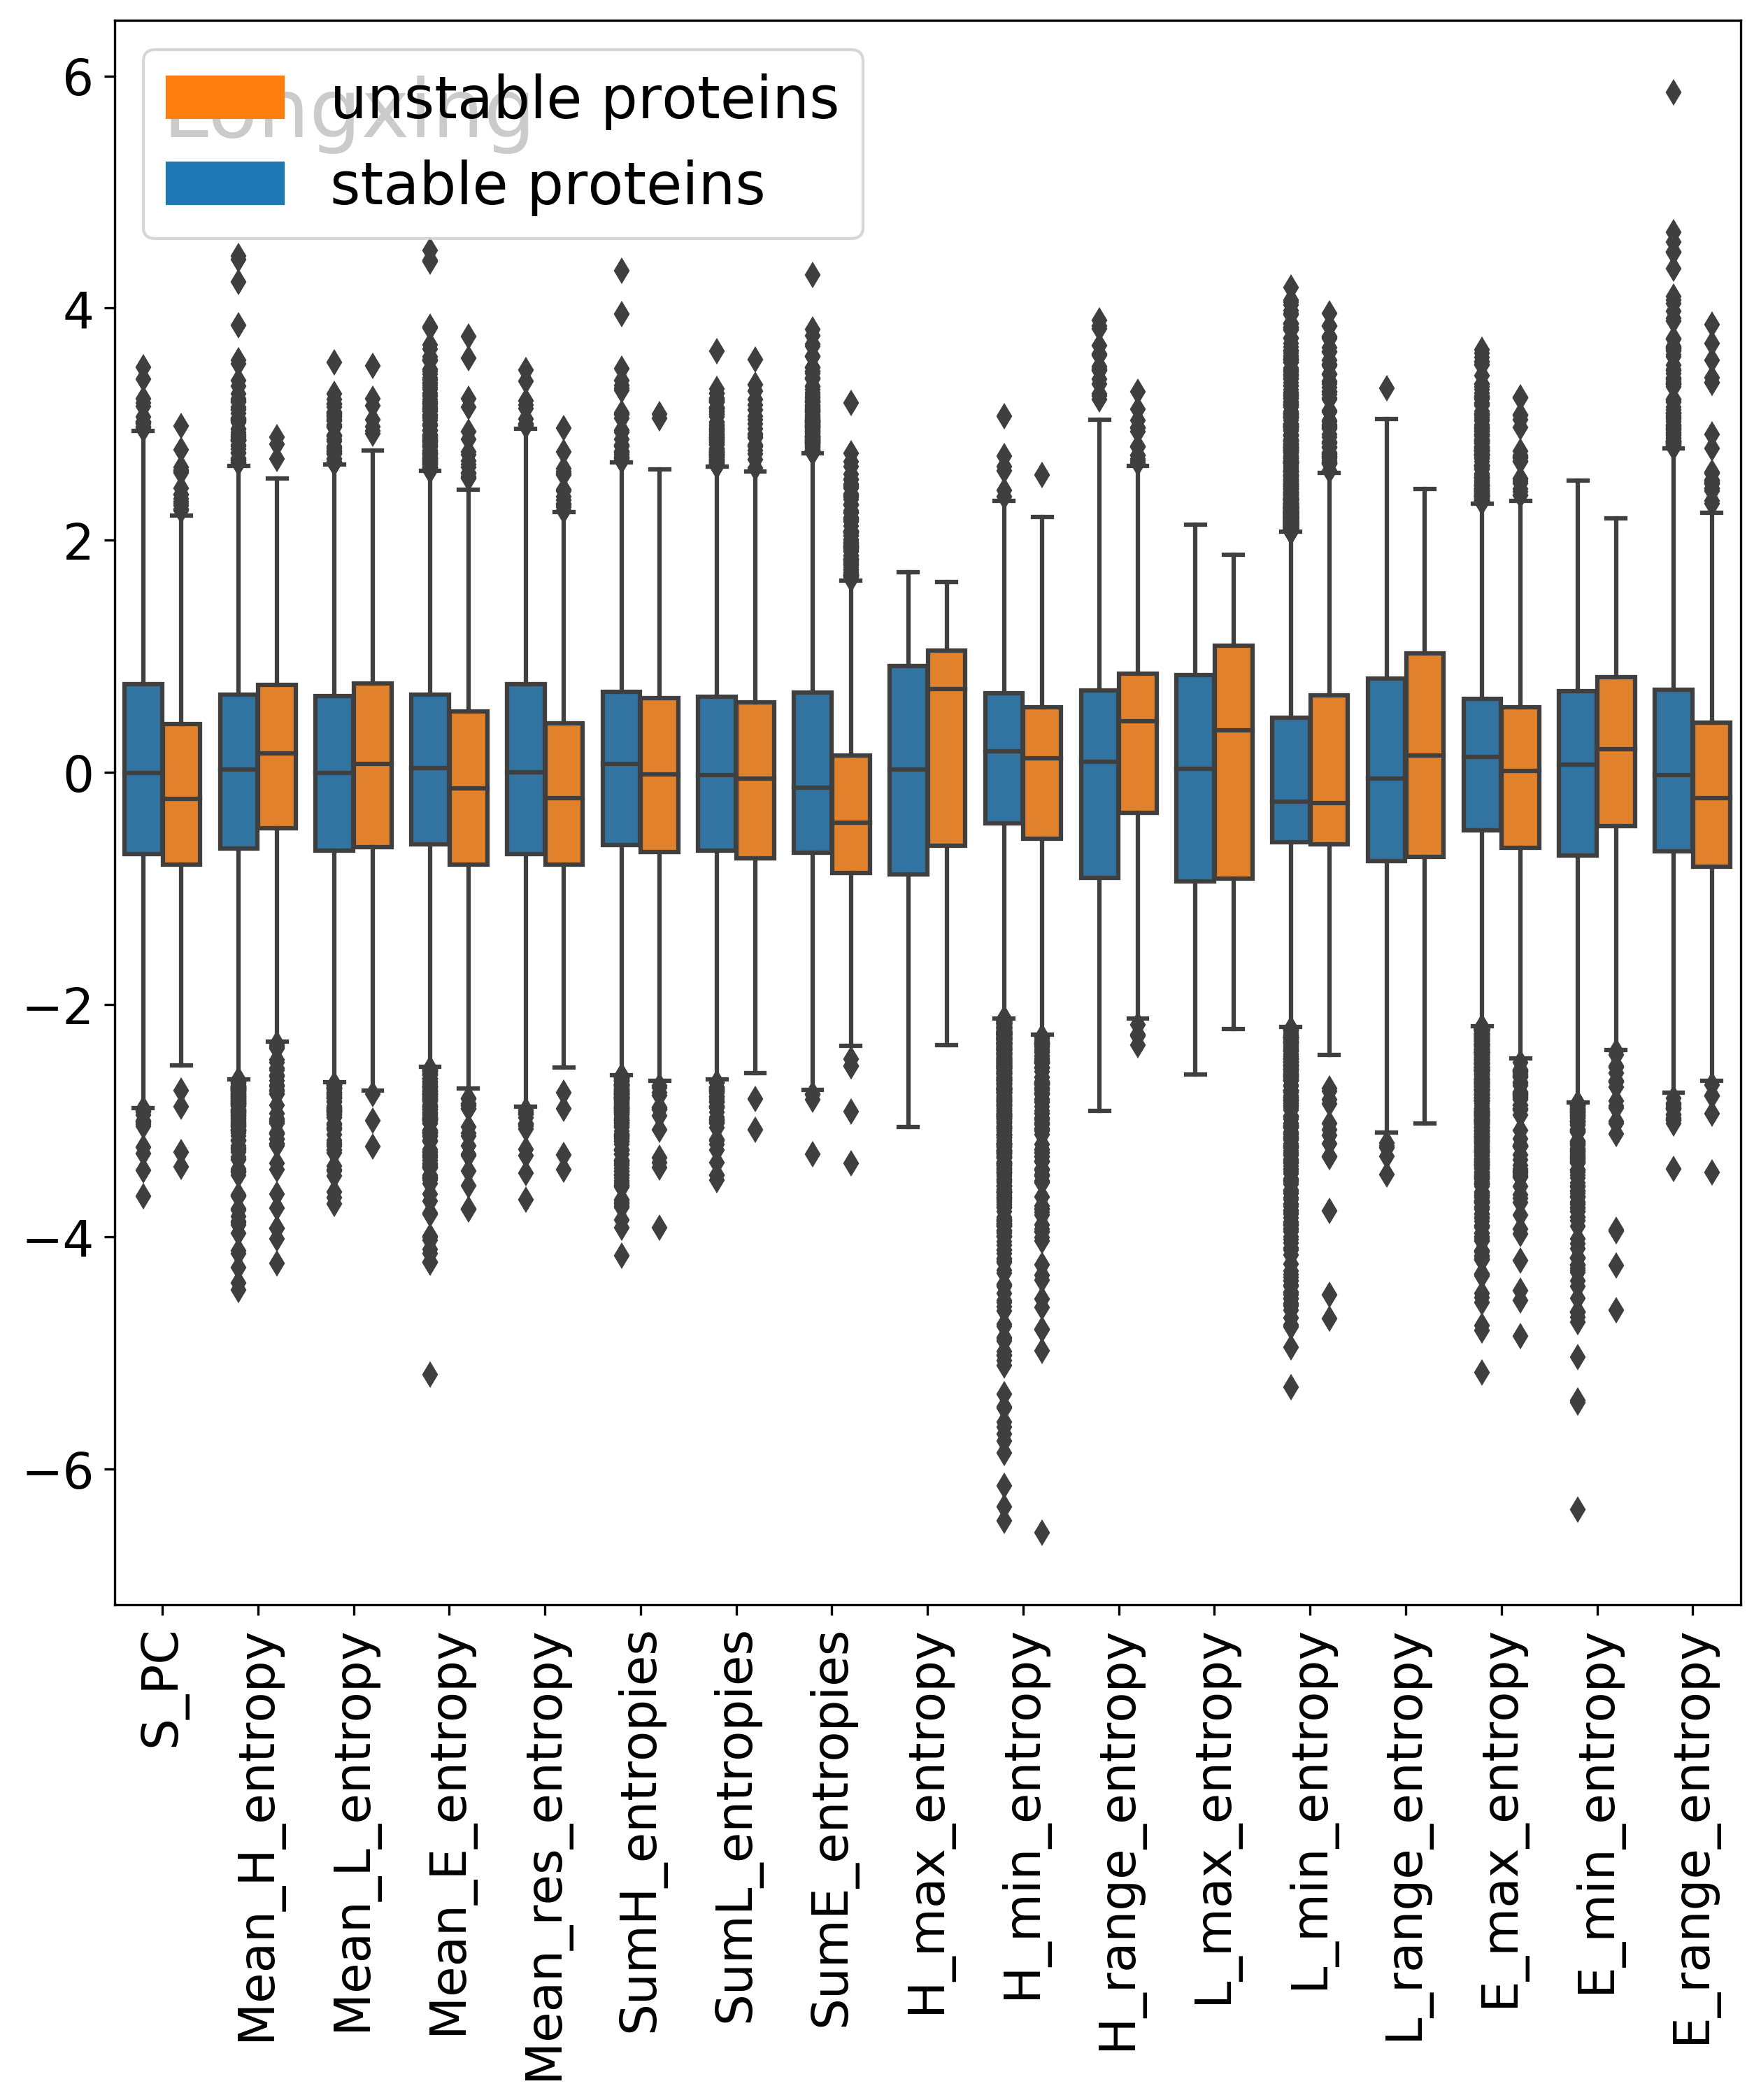 6
4
2
0
−2
−4
−6
Longxing
unstable proteins
stable proteins
S_PC
Mean_H_entropy
Mean_L_entropy
Mean_E_entropy
Mean_res_entropy
SumH_entropies
SumL_entropies
SumE_entropies
H_max_entropy
H_min_entropy
H_range_entropy
L_max_entropy
L_min_entropy
L_range_entropy
E_max_entropy
E_min_entropy
E_range_entropy